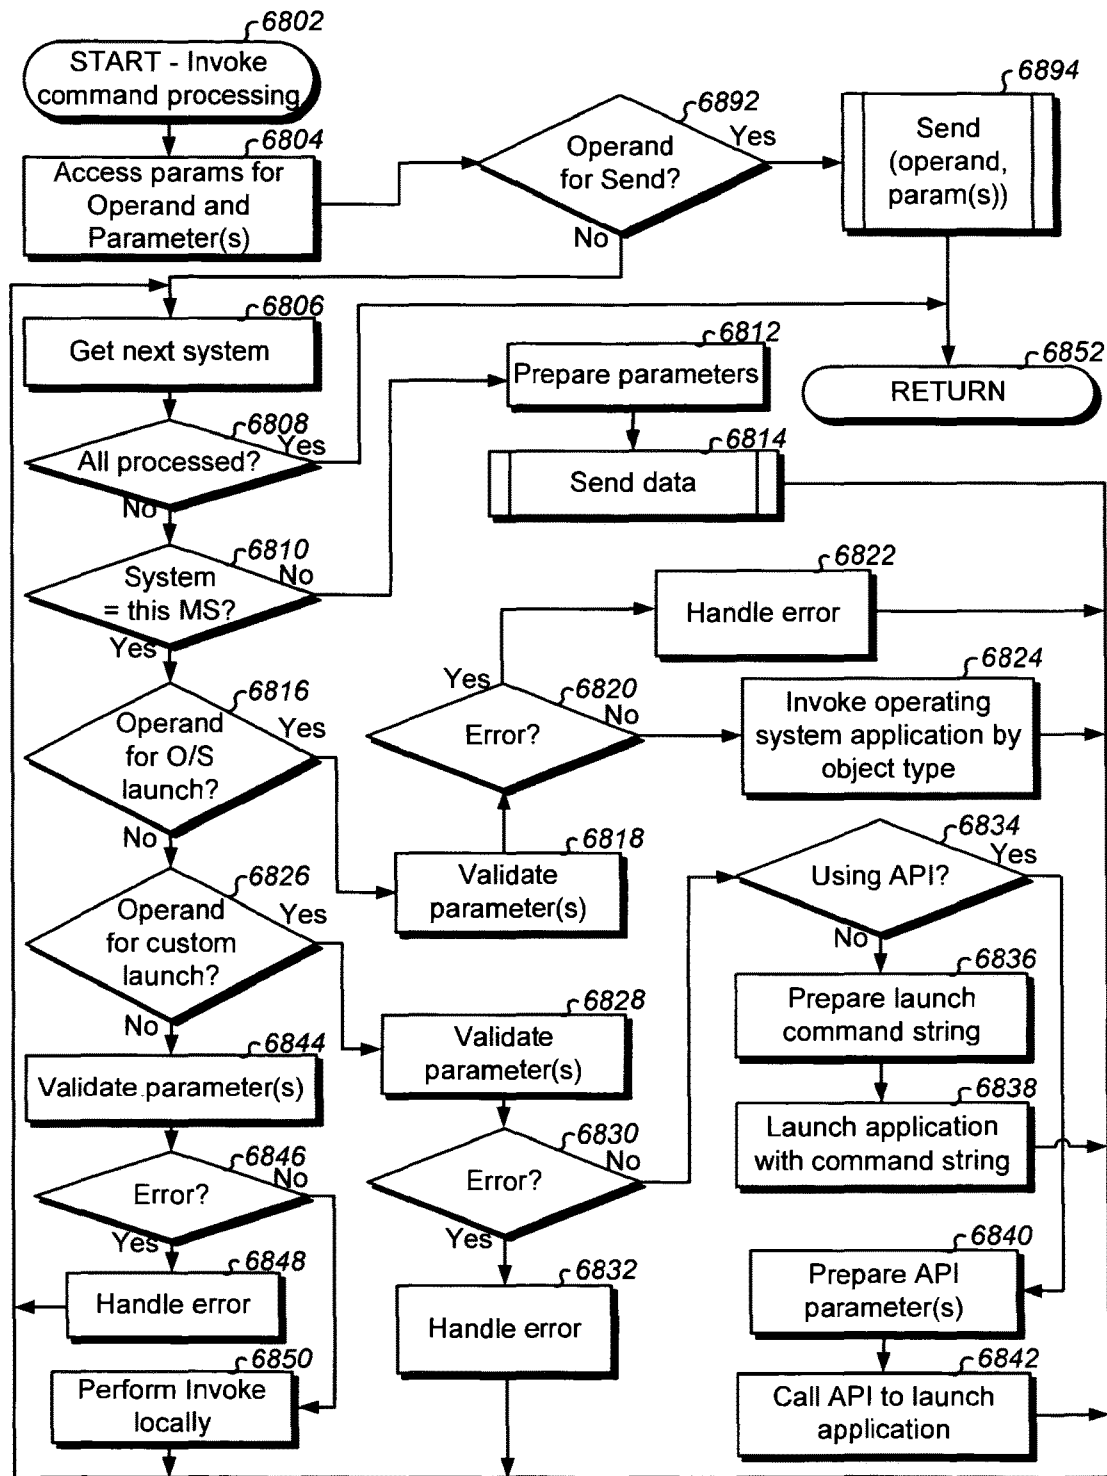 6802
START - Invoke
command processing
6804
Access params for
Operand and
Parameter(s)
6892
Operand
for Send?
Yes
No
6894
Send
(operand,
param(s))
6806
Get next system
6808
All processed?
Yes
No
6812
Prepare parameters
6814
Send data
6852
RETURN
6810
System
= this MS?
No
Yes
6816
Operand
for O/S
launch?
Yes
No
6818
Validate
parameter(s)
6820
Error?
Yes
No
6822
Handle error
6824
Invoke operating
system application by
object type
6826
Operand
for custom
launch?
Yes
No
6828
Validate
parameter(s)
6830
Error?
No
Yes
6832
Handle error
6834
Using API?
Yes
No
6836
Prepare launch
command string
6838
Launch application
with command string
6840
Prepare API
parameter(s)
6842
Call API to launch
application
6844
Validate parameter(s)
6846
Error?
No
Yes
6848
Handle error
6850
Perform Invoke
locally